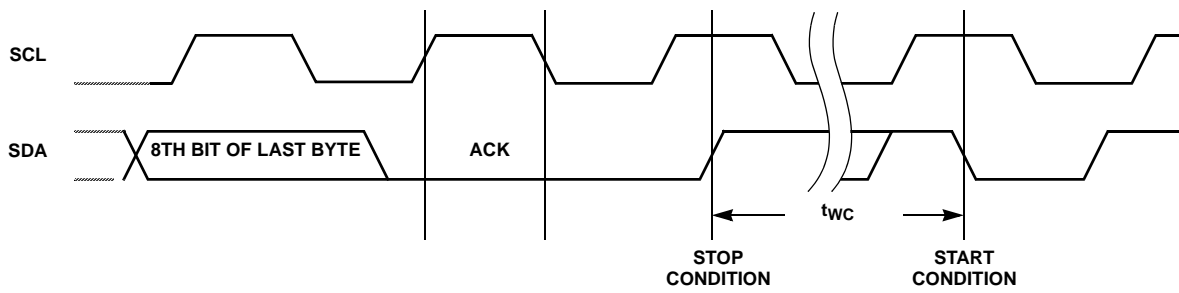 SCL
SDA
8TH BIT OF LAST BYTE
ACK
tWC
STOP
CONDITION
START
CONDITION